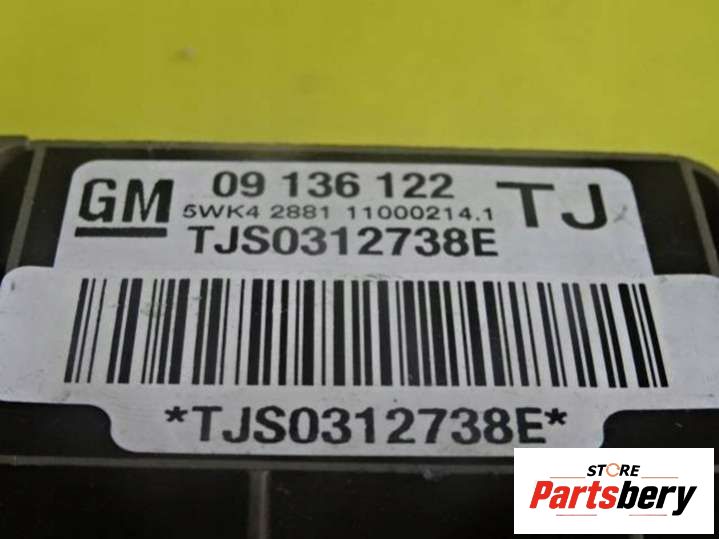 GM 09 136 122 TJ
5WK4 2881 11000214.1
TJS0312738E
*TJS0312738E*
STORE
Partsbery